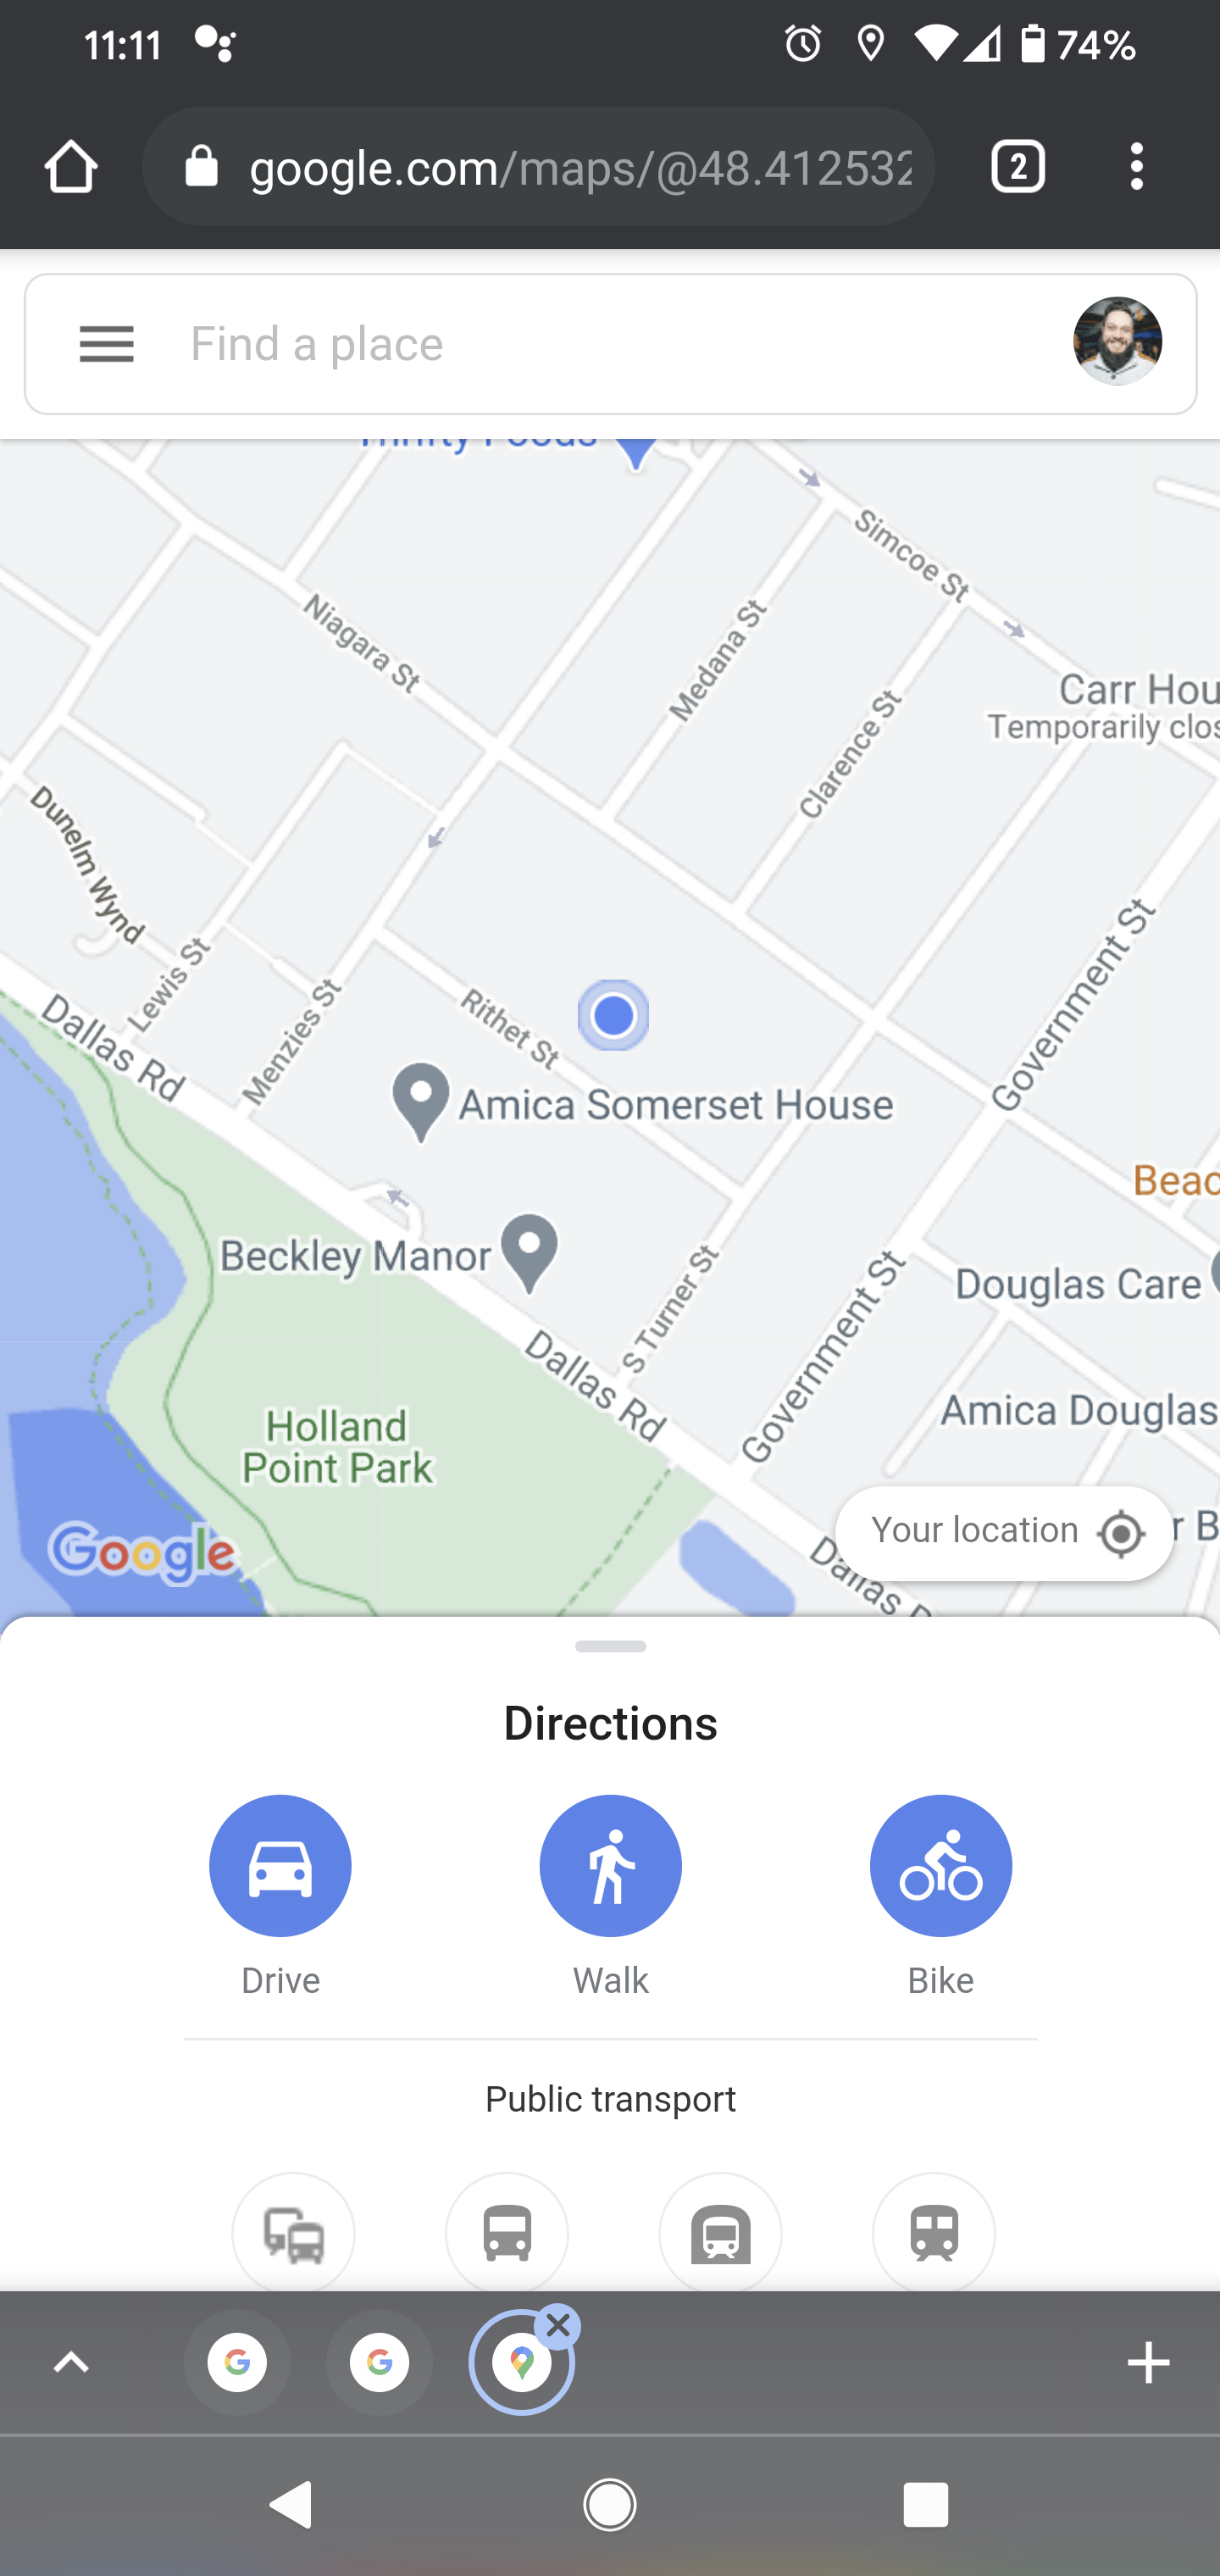 11:11
74%
google.com/maps/@48.412532
2
Find a place
Trinity Foods
Simcoe St
Niagara St
Medana St
Carr Hou
Temporarily clos
Clarence St
Dunelm Wynd
Lewis St
Government St
Menzies St
Dallas Rd
Rithet St
Amica Somerset House
Beac
Beckley Manor
S Turner St
Government St
Douglas Care
Dallas Rd
Amica Douglas
Holland
Point Park
Your location
r B
Google
Dallas R
Directions
Drive
Walk
Bike
Public transport